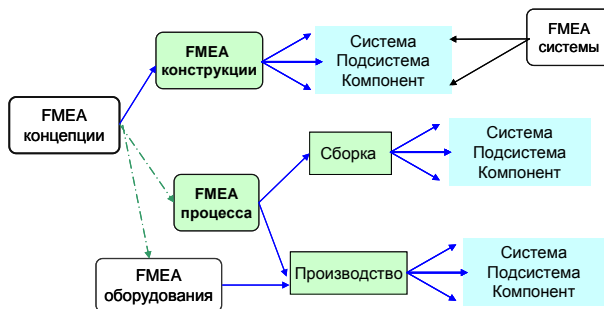 FMEA
конструкции
Система
Подсистема
Компонент
FMEA
системы
FMEA
концепции
Сборка
Система
Подсистема
Компонент
FMEA
процесса
FMEA
оборудования
Производство
Система
Подсистема
Компонент